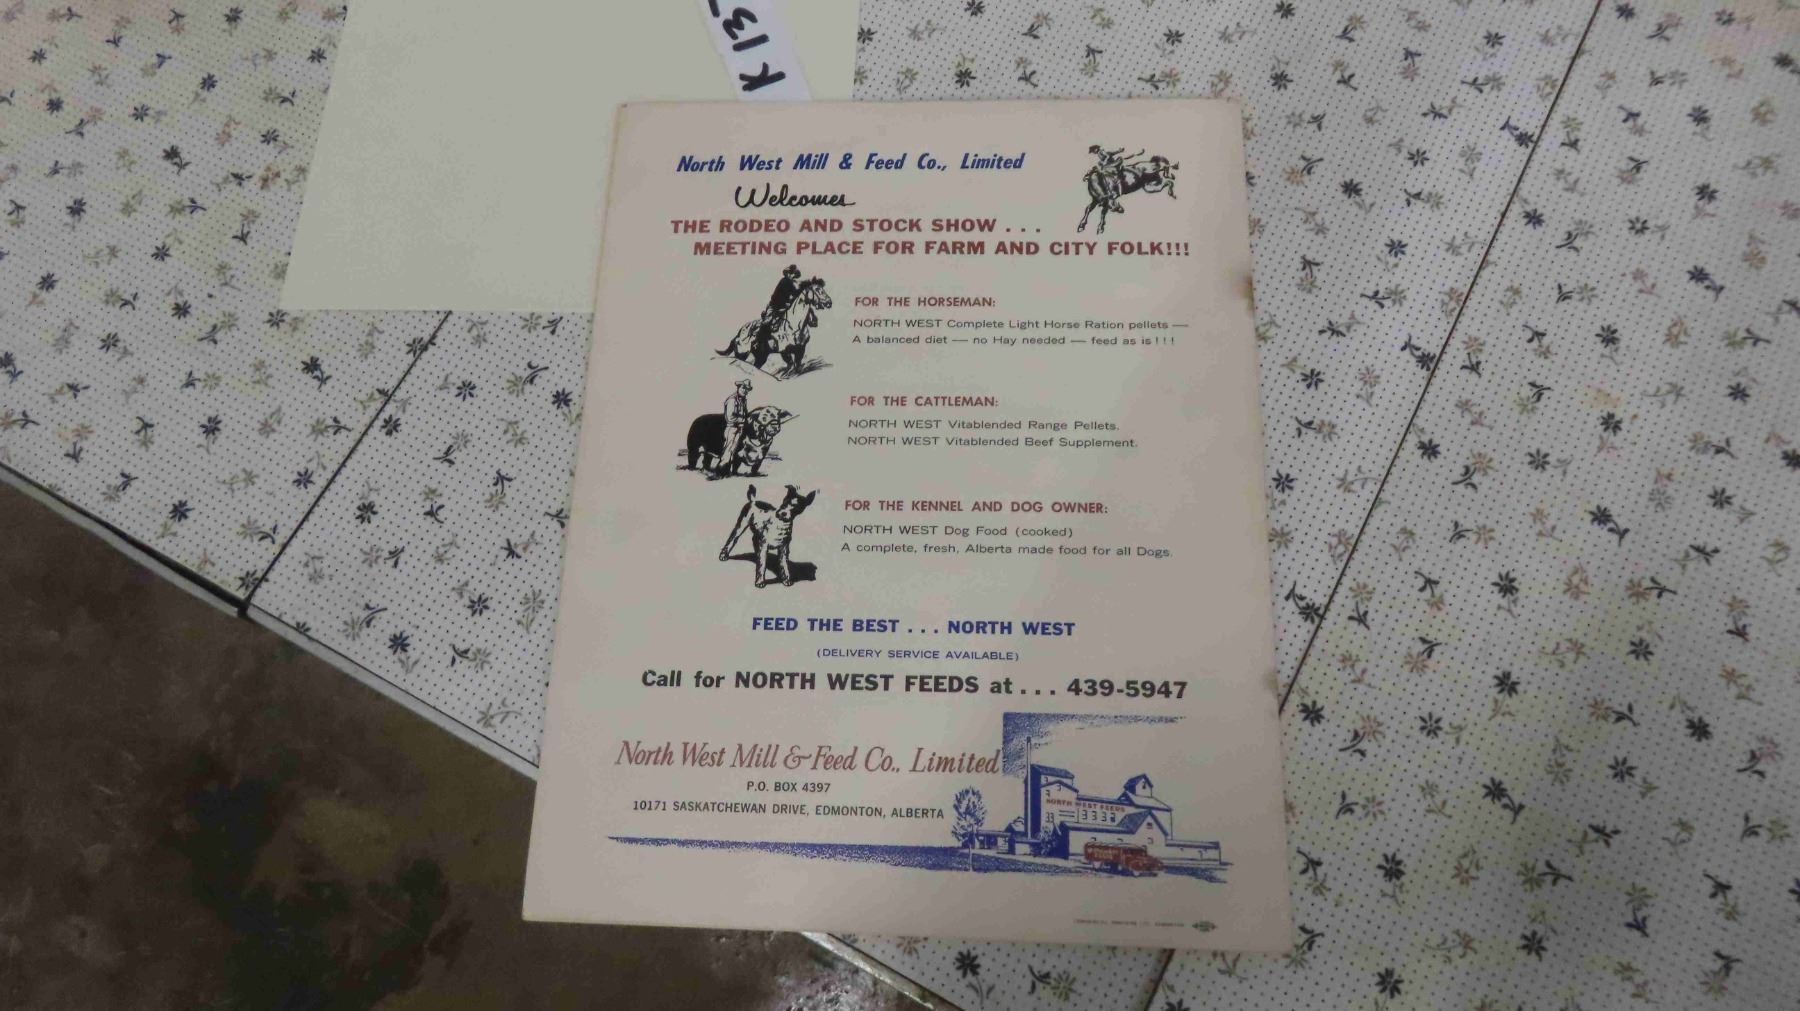 K 13
North West Mill & Feed Co., Limited
Welcomes
THE RODEO AND STOCK SHOW . . .
MEETING PLACE FOR FARM AND CITY FOLK!!!
FOR THE HORSEMAN:
NORTH WEST Complete Light Horse Ration pellets —
A balanced diet — no Hay needed — feed as is ! ! !
FOR THE CATTLEMAN:
NORTH WEST Vitablended Range Pellets.
NORTH WEST Vitablended Beef Supplement.
FOR THE KENNEL AND DOG OWNER:
NORTH WEST Dog Food (cooked)
A complete, fresh, Alberta made food for all Dogs.
FEED THE BEST . . . NORTH WEST
(DELIVERY SERVICE AVAILABLE)
Call for NORTH WEST FEEDS at . . . 439-5947
North West Mill & Feed Co., Limited
P.O. BOX 4397
10171 SASKATCHEWAN DRIVE, EDMONTON, ALBERTA
NORTH WEST FEEDS